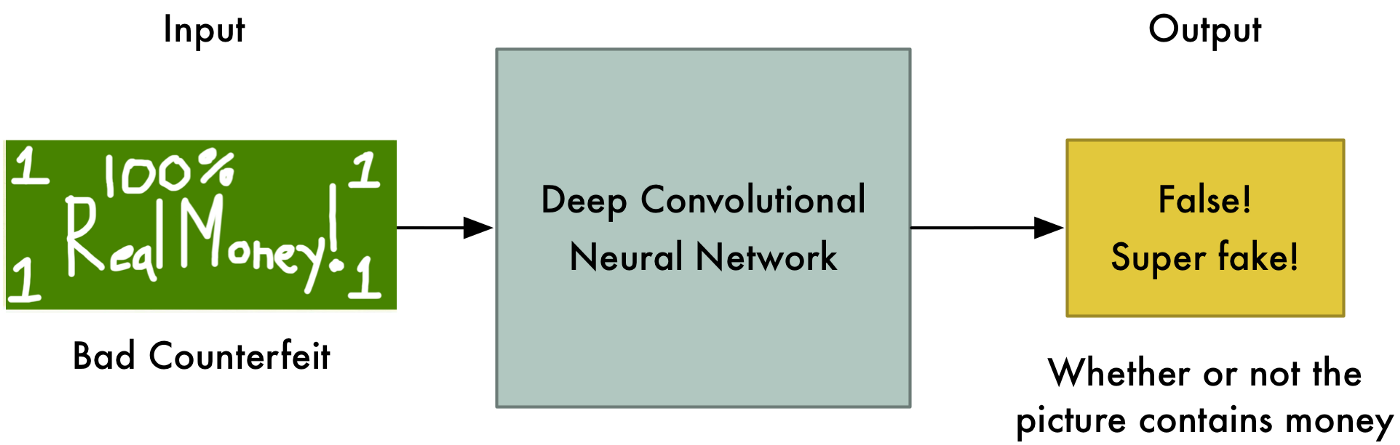 Input
Output
1 100% 1
Real Money!
1 1
Bad Counterfeit
Deep Convolutional
Neural Network
False!
Super fake!
Whether or not the
picture contains money